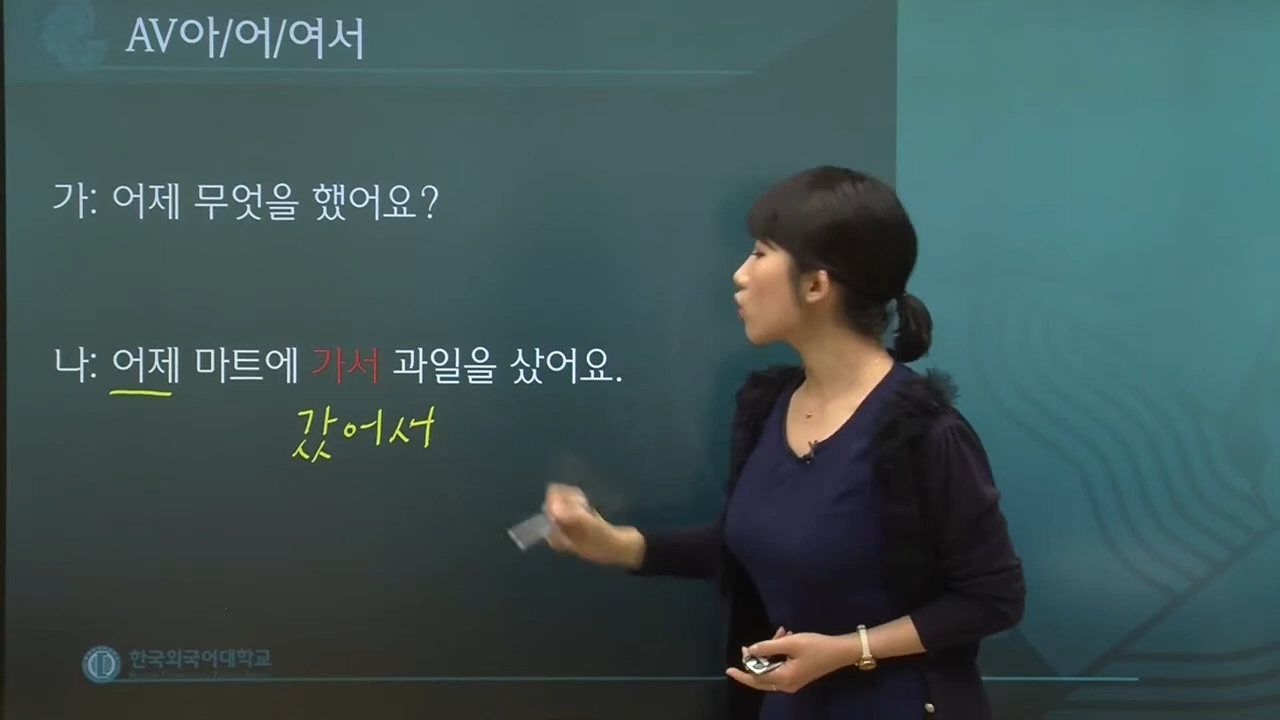 AV아/어/여서
가: 어제 무엇을 했어요?
나: 어제 마트에 가서 과일을 샀어요.
갔어서
한국외국어대학교